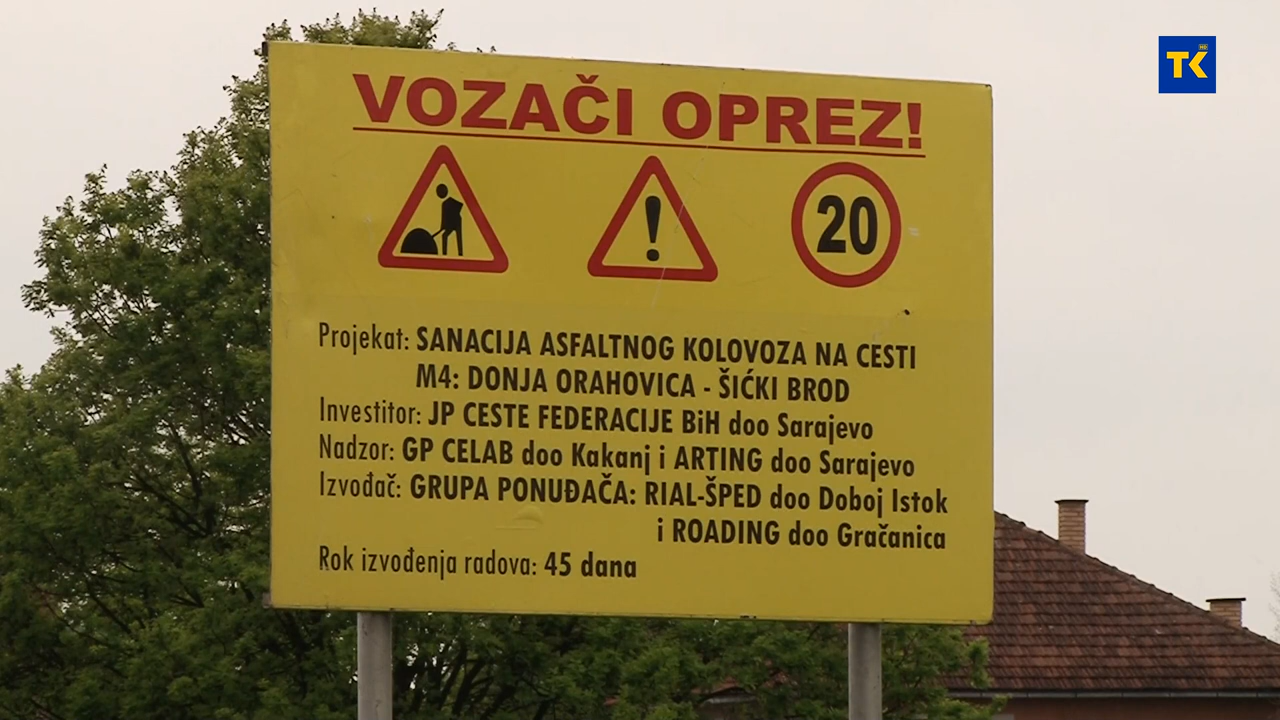 TK HD
VOZAČI OPREZ!
20
Projekat: SANACIJA ASFALTNOG KOLOVOZA NA CESTI
M4: DONJA ORAHOVICA - ŠIĆKI BROD
Investitor: JP CESTE FEDERACIJE BiH doo Sarajevo
Nadzor: GP CELAB doo Kakanj i ARTING doo Sarajevo
Izvođač: GRUPA PONUĐAČA: RIAL-ŠPED doo Doboj Istok
i ROADING doo Gračanica
Rok izvođenja radova: 45 dana